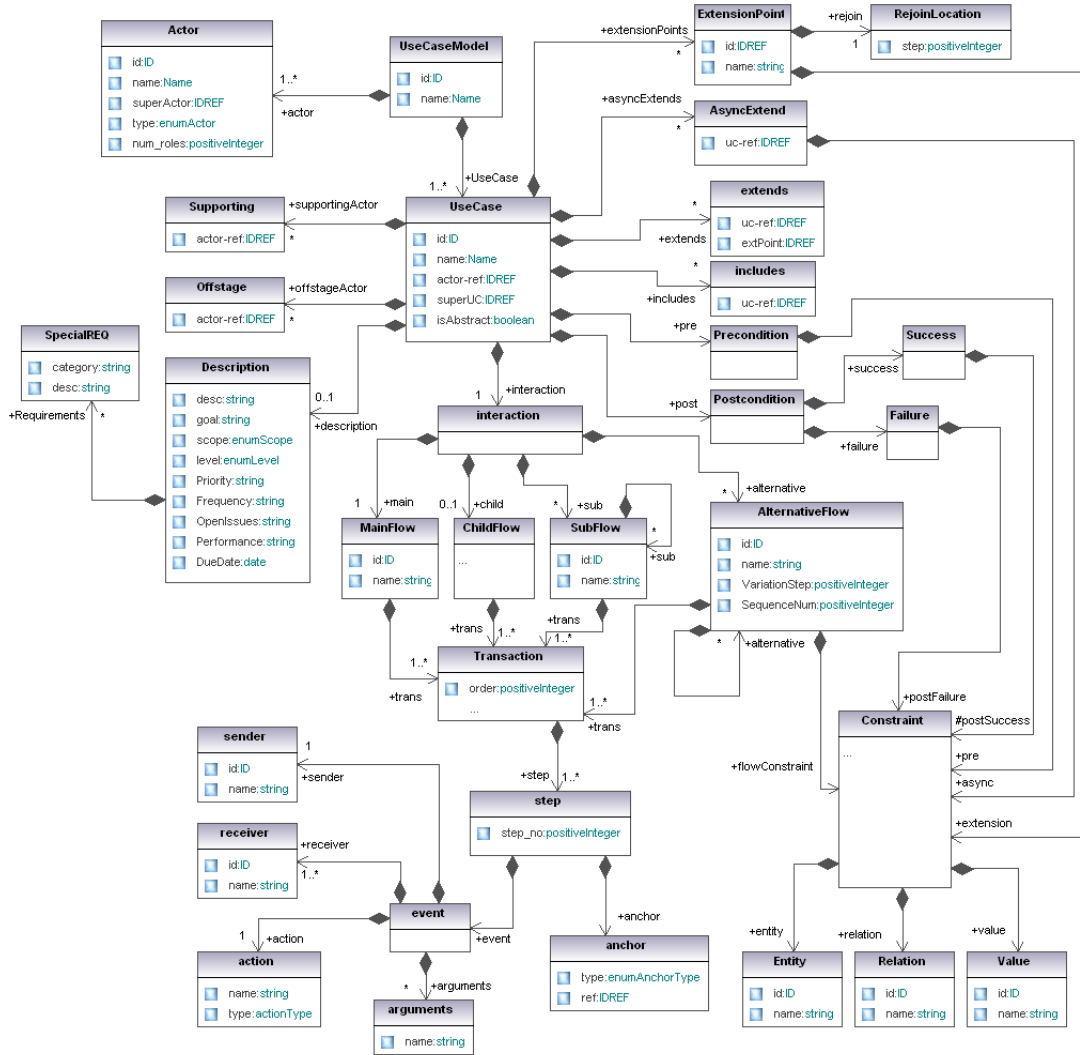 Actor
id:ID
name:Name
superActor:IDREF
type:enumActor
num_roles:positiveInteger
1..*
+actor
UseCaseModel
id:ID
name:Name
+UseCase
1..*
+extensionPoints
*
ExtensionPoint
id:IDREF
name:string
+rejoin
1
RejoinLocation
step:positiveInteger
+asyncExtends
*
AsyncExtend
uc-ref:IDREF
Supporting
actor-ref:IDREF
+supportingActor
*
UseCase
id:ID
name:Name
actor-ref:IDREF
superUC:IDREF
isAbstract:boolean
*
+extends
extends
uc-ref:IDREF
extPoint:IDREF
*
+includes
includes
uc-ref:IDREF
Offstage
actor-ref:IDREF
+offstageActor
*
+pre
Precondition
+post
Postcondition
+success
Success
+failure
Failure
SpecialREQ
category:string
desc:string
+Requirements
*
Description
desc:string
goal:string
scope:enumScope
level:enumLevel
Priority:string
Frequency:string
OpenIssues:string
Performance:string
DueDate:date
0..1
+description
1
+interaction
interaction
1
+main
0..1
+child
*
+sub
*
+sub
*
+alternative
MainFlow
id:ID
name:string
ChildFlow
...
SubFlow
id:ID
name:string
AlternativeFlow
id:ID
name:string
VariationStep:positiveInteger
SequenceNum:positiveInteger
*
+alternative
+trans
1..*
+trans
1..*
1..*
+trans
1..*
+trans
Transaction
order:positiveInteger
...
+postFailure
#postSuccess
+pre
+async
+extension
+flowConstraint
Constraint
...
+step
1..*
step
step_no:positiveInteger
sender
id:ID
name:string
1
+sender
receiver
id:ID
name:string
+receiver
1..*
event
+event
1
+action
action
name:string
type:actionType
*
+arguments
arguments
name:string
+anchor
anchor
type:enumAnchorType
ref:IDREF
+entity
+relation
+value
Entity
id:ID
name:string
Relation
id:ID
name:string
Value
id:ID
name:string